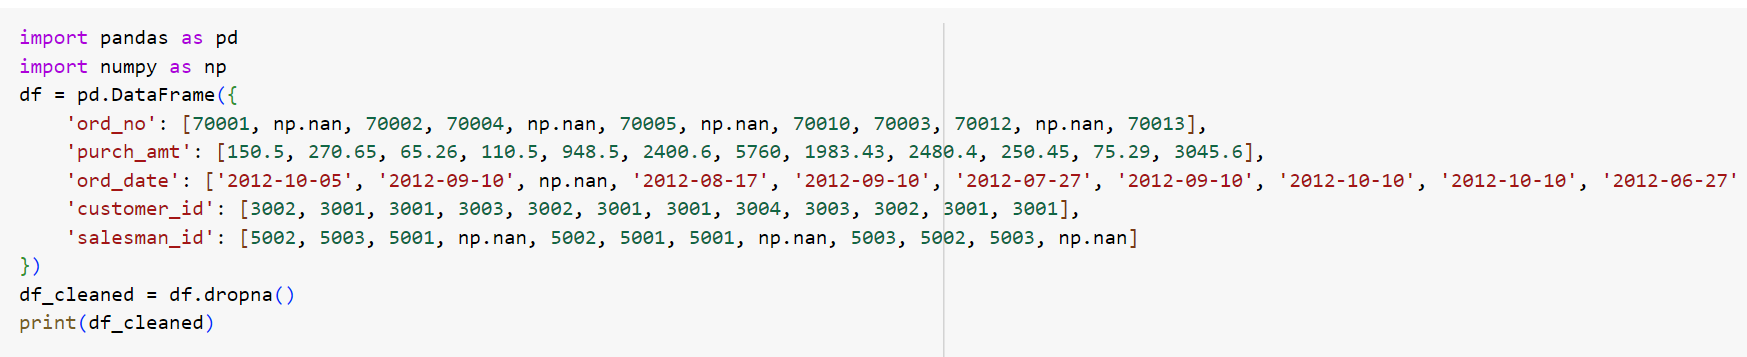 import pandas as pd
import numpy as np
df = pd.DataFrame({
    'ord_no': [70001, np.nan, 70002, 70004, np.nan, 70005, np.nan, 70010, 70003, 70012, np.nan, 70013],
    'purch_amt': [150.5, 270.65, 65.26, 110.5, 948.5, 2400.6, 5760, 1983.43, 2480.4, 250.45, 75.29, 3045.6],
    'ord_date': ['2012-10-05', '2012-09-10', np.nan, '2012-08-17', '2012-09-10', '2012-07-27', '2012-09-10', '2012-10-10', '2012-10-10', '2012-06-27'
    'customer_id': [3002, 3001, 3001, 3003, 3002, 3001, 3001, 3004, 3003, 3002, 3001, 3001],
    'salesman_id': [5002, 5003, 5001, np.nan, 5002, 5001, 5001, np.nan, 5003, 5002, 5003, np.nan]
})
df_cleaned = df.dropna()
print(df_cleaned)